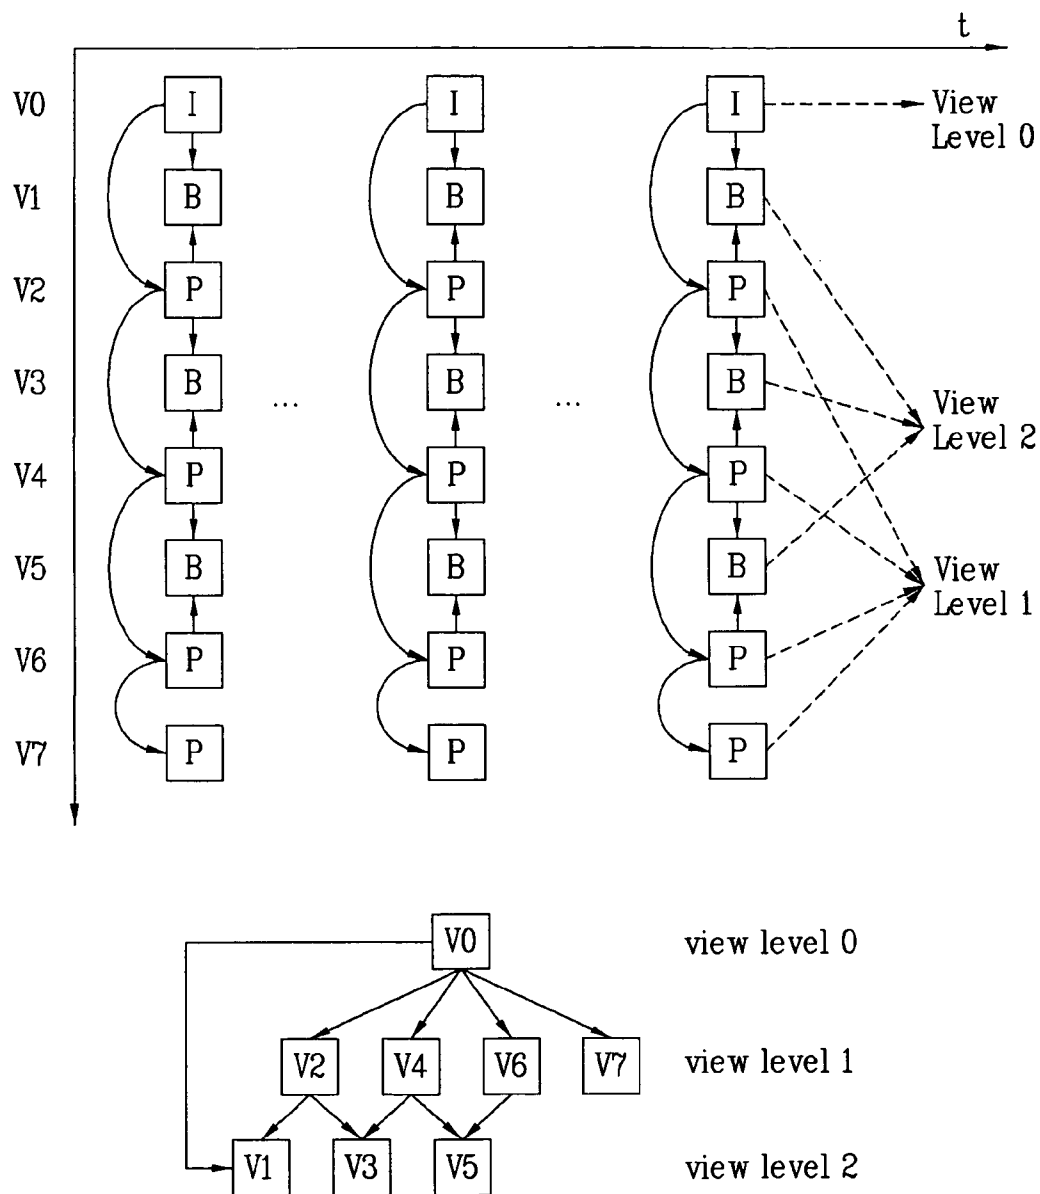 t
V0 I I I View
Level 0
V1 B B B
V2 P P P
V3 B ... B ... B View
Level 2
V4 P P P
V5 B B B View
Level 1
V6 P P P
V7 P P P
V0 view level 0
V2 V4 V6 V7 view level 1
V1 V3 V5 view level 2